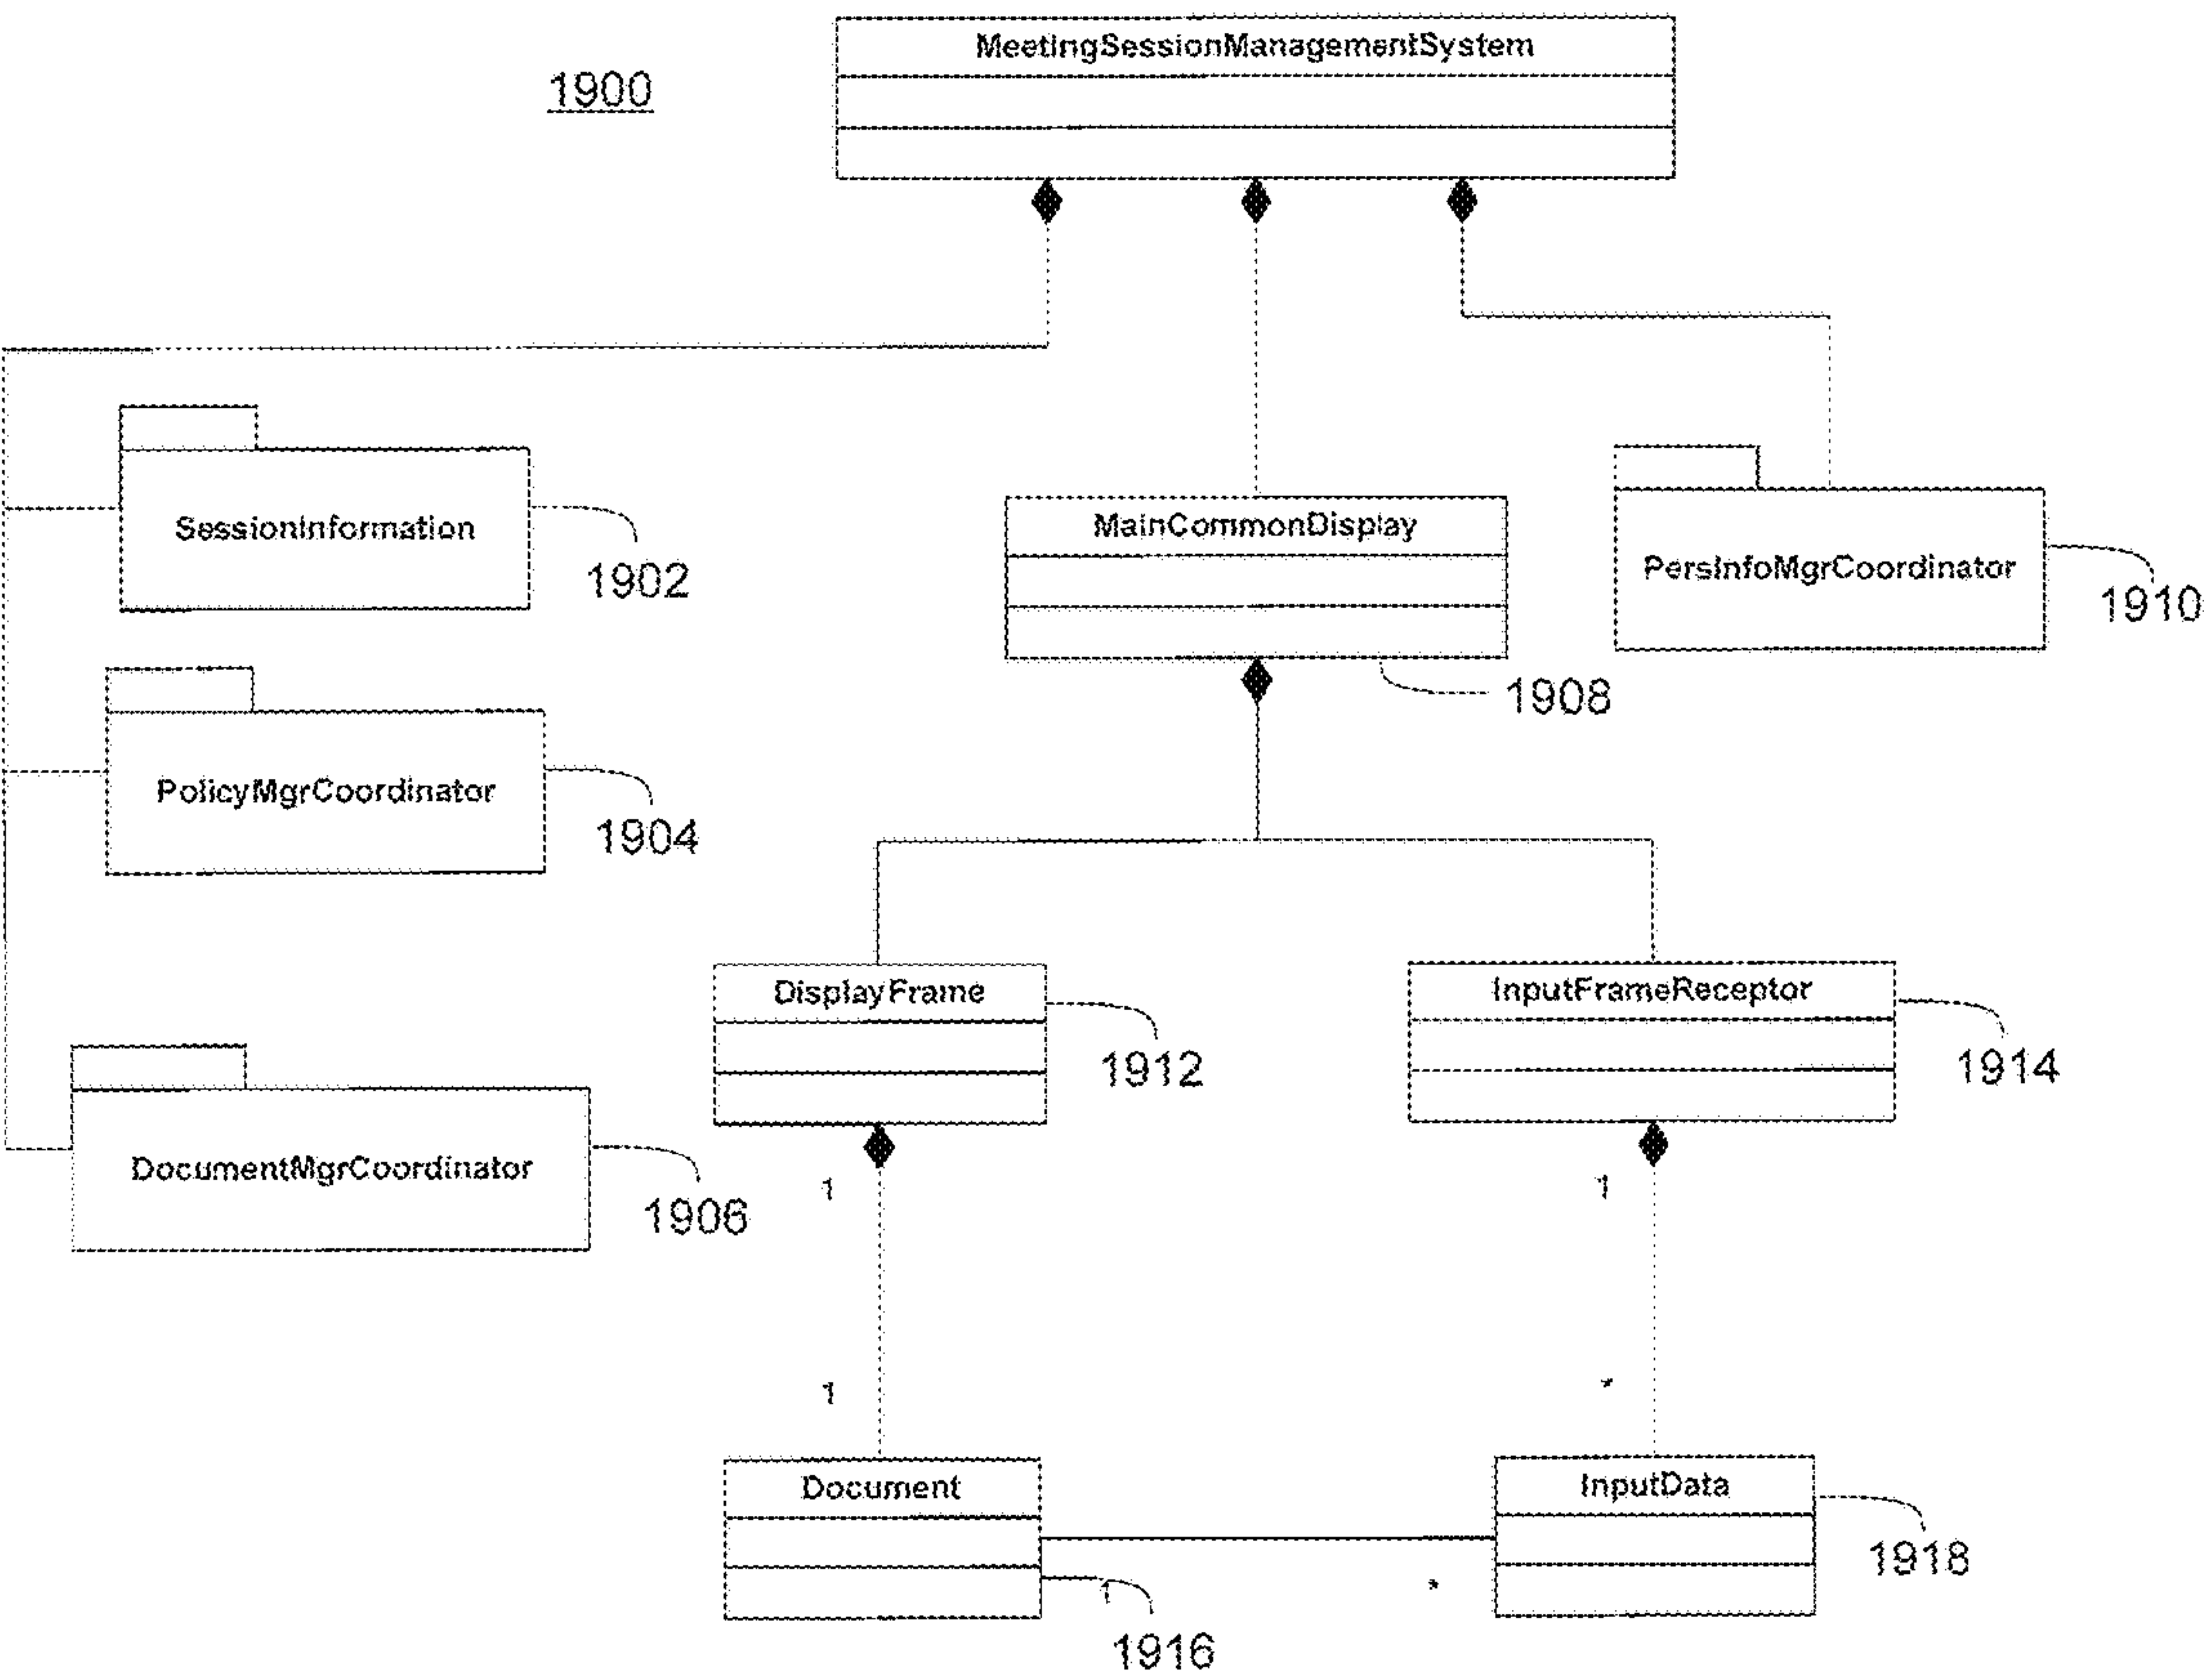 MeetingSessionManagementSystem
1900
SessionInformation
1902
MainCommonDisplay
1908
PersInfoMgrCoordinator
1910
PolicyMgrCoordinator
1904
DisplayFrame
1912
InputFrameReceptor
1914
DocumentMgrCoordinator
1906
1
1
1
*
Document
InputData
1918
1
*
1916